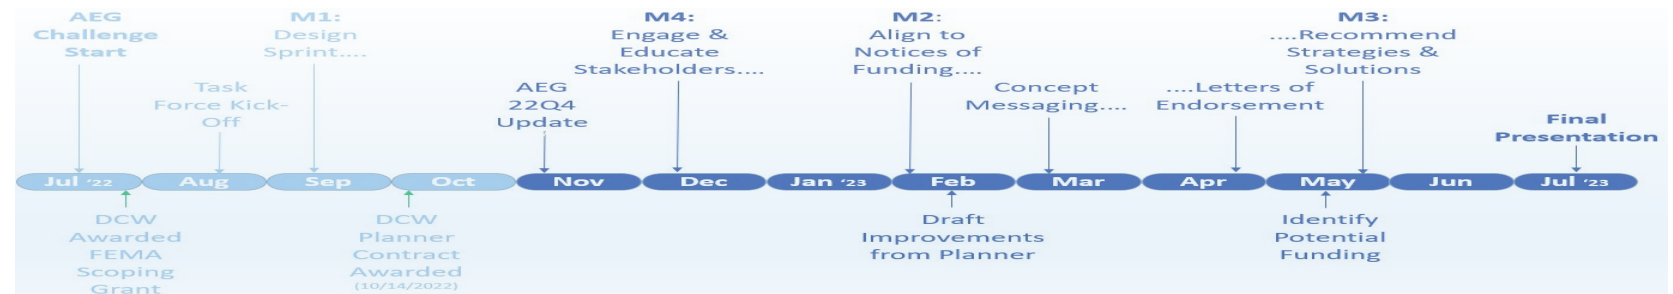 AEG
Challenge
Start
M1:
Design
Sprint....
M4:
Engage &
Educate
Stakeholders....
M2:
Align to
Notices of
Funding....
M3:
....Recommend
Strategies &
Solutions
Task
Force Kick-
Off
AEG
22Q4
Update
Concept
Messaging....
....Letters of
Endorsement
Final
Presentation
Jul '22 Aug Sep Oct Nov Dec Jan '23 Feb Mar Apr May Jun Jul '23
DCW
Awarded
FEMA
Scoping
Grant
DCW
Planner
Contract
Awarded
(10/14/2022)
Draft
Improvements
from Planner
Identify
Potential
Funding